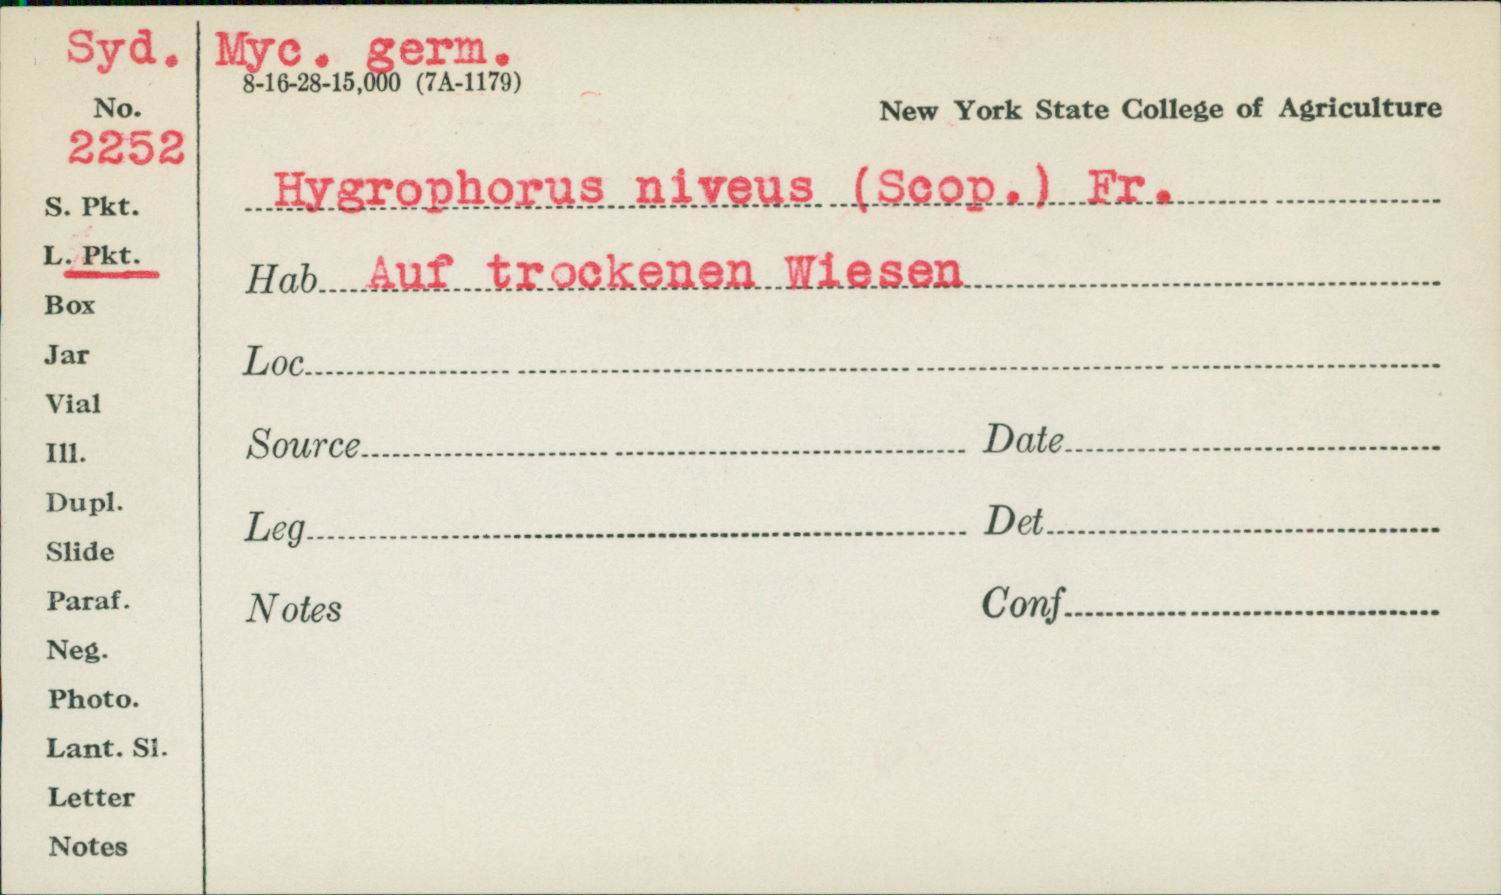 Syd. Myc. germ.
8-16-28-15,000 (7A-1179)
New York State College of Agriculture
No.
2252
S. Pkt.
L. Pkt.
Box
Jar
Vial
Ill.
Dupl.
Slide
Paraf.
Neg.
Photo.
Lant. Sl.
Letter
Notes
Hygrophorus niveus (Scop.) Fr.
Hab. Auf trockenen Wiesen
Loc.
Source
Date
Leg
Det
Notes
Conf